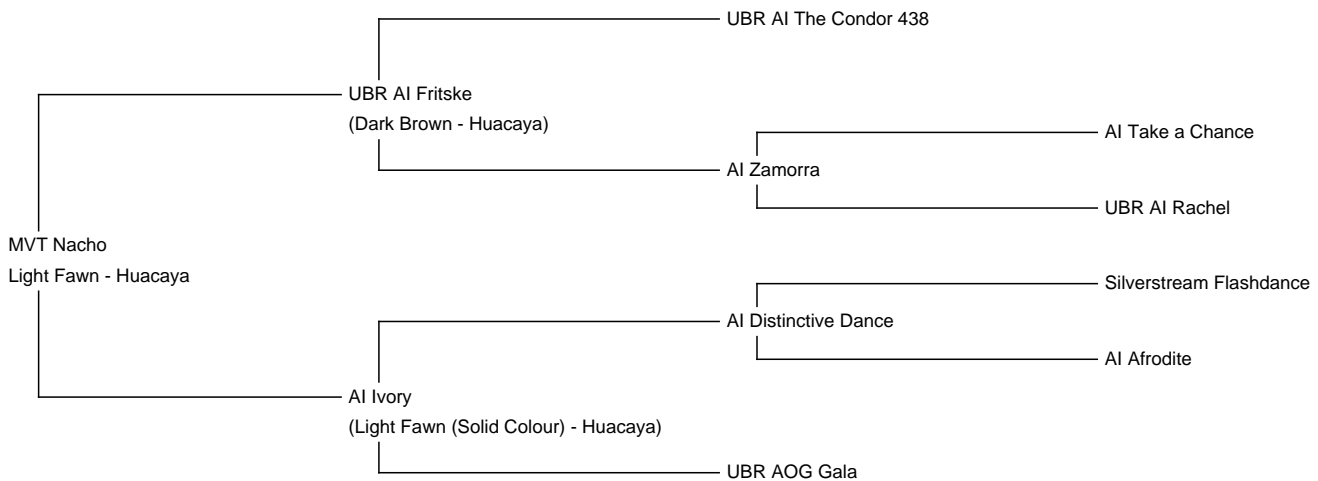 UBR AI The Condor 438
UBR AI Fritske
(Dark Brown - Huacaya)
AI Take a Chance
AI Zamorra
UBR AI Rachel
MVT Nacho
Light Fawn - Huacaya
Silverstream Flashdance
AI Distinctive Dance
AI Afrodite
AI Ivory
(Light Fawn (Solid Colour) - Huacaya)
UBR AOG Gala